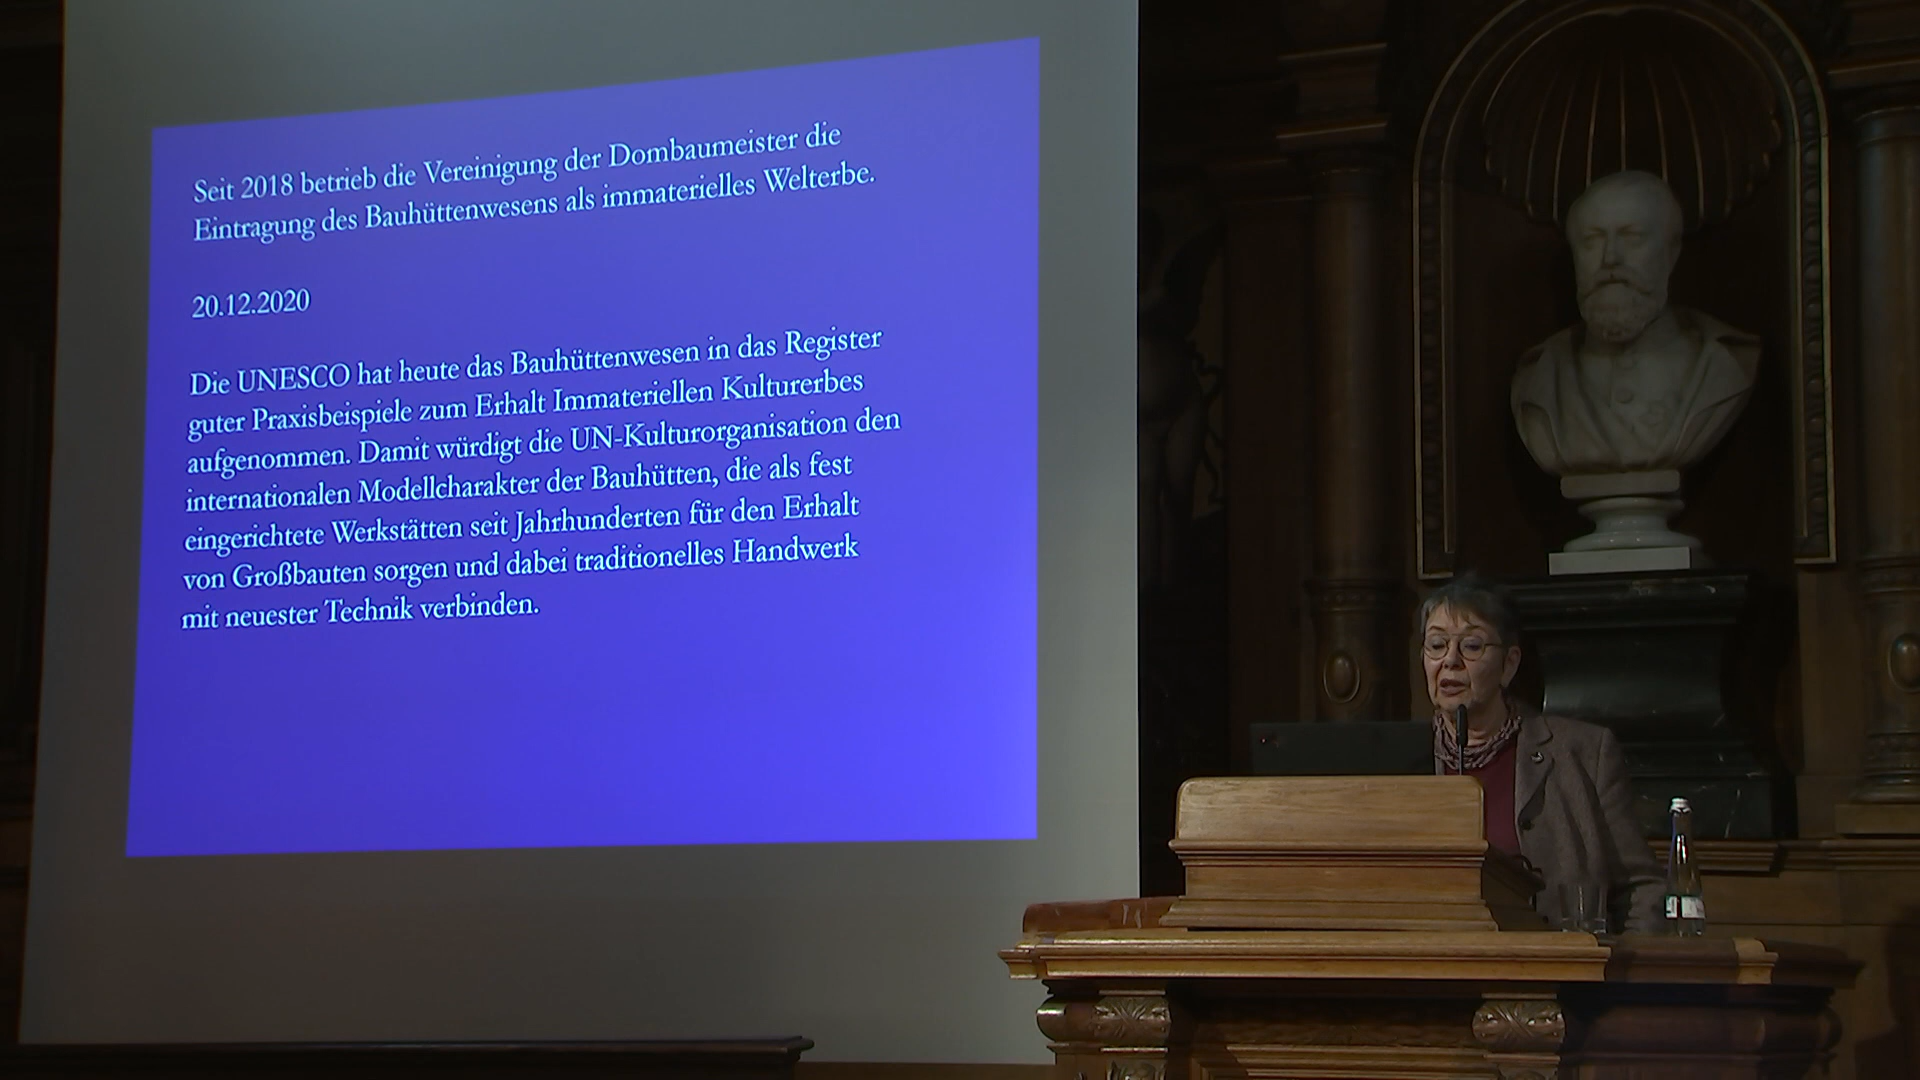 Seit 2018 betrieb die Vereinigung der Dombaumeister die
Eintragung des Bauhüttenwesens als immaterielles Welterbe.
20.12.2020
Die UNESCO hat heute das Bauhüttenwesen in das Register
guter Praxisbeispiele zum Erhalt Immateriellen Kulturerbes
aufgenommen. Damit würdigt die UN-Kulturorganisation den
internationalen Modellcharakter der Bauhütten, die als fest
eingerichtete Werkstätten seit Jahrhunderten für den Erhalt
von Großbauten sorgen und dabei traditionelles Handwerk
mit neuester Technik verbinden.